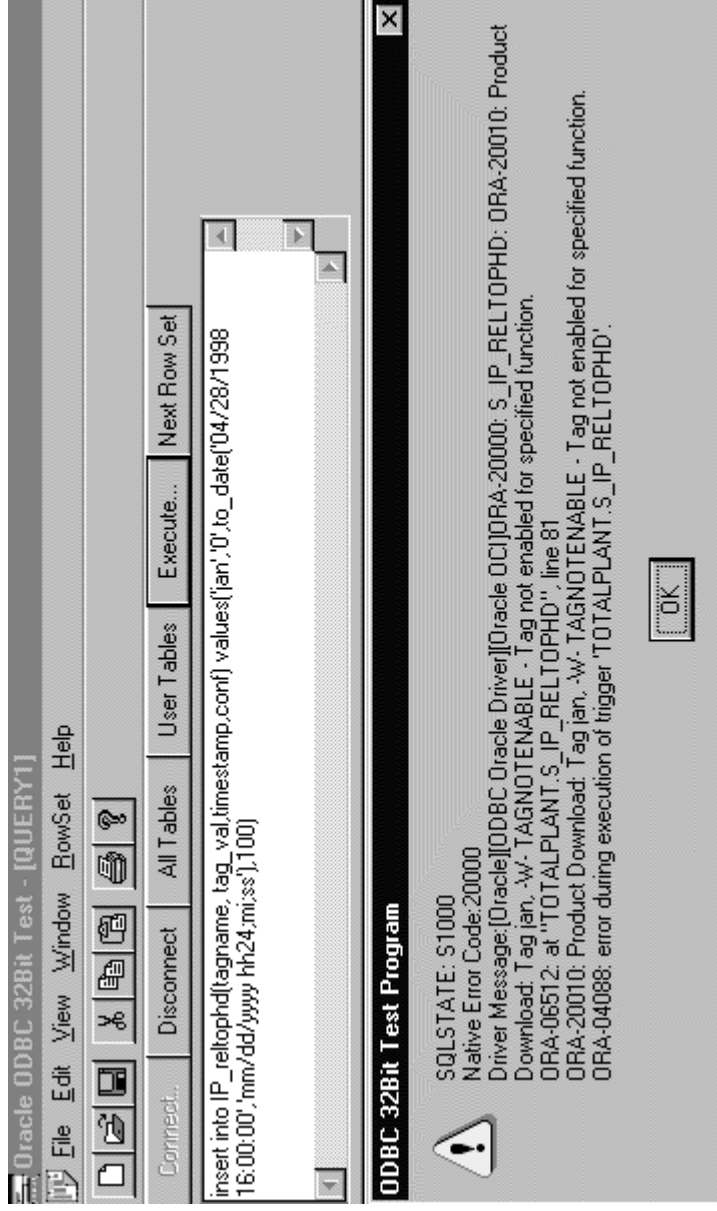 Oracle ODBC 32Bit Test - [QUERY1]
File Edit View Window RowSet Help
Connect... Disconnect All Tables User Tables Execute... Next Row Set
insert into IP_reltophd(tagname, tag_val,timestamp,conf) values('jan','0',to_date('04/28/1998
16:00:00','mm/dd/yyyy hh24;mi;ss'),100)
ODBC 32Bit Test Program
SQLSTATE: S1000
Native Error Code:20000
Driver Message:[Oracle][ODBC Oracle Driver][Oracle OCI]ORA-20000: S_IP_RELTOPHD: ORA-20010: Product
Download: Tag jan, -W- TAGNOTENABLE - Tag not enabled for specified function.
ORA-06512: at "TOTALPLANT.S_IP_RELTOPHD", line 81
ORA-20010: Product Download: Tag jan, -W- TAGNOTENABLE - Tag not enabled for specified function.
ORA-04088: error during execution of trigger 'TOTALPLANT.S_IP_RELTOPHD'.
OK